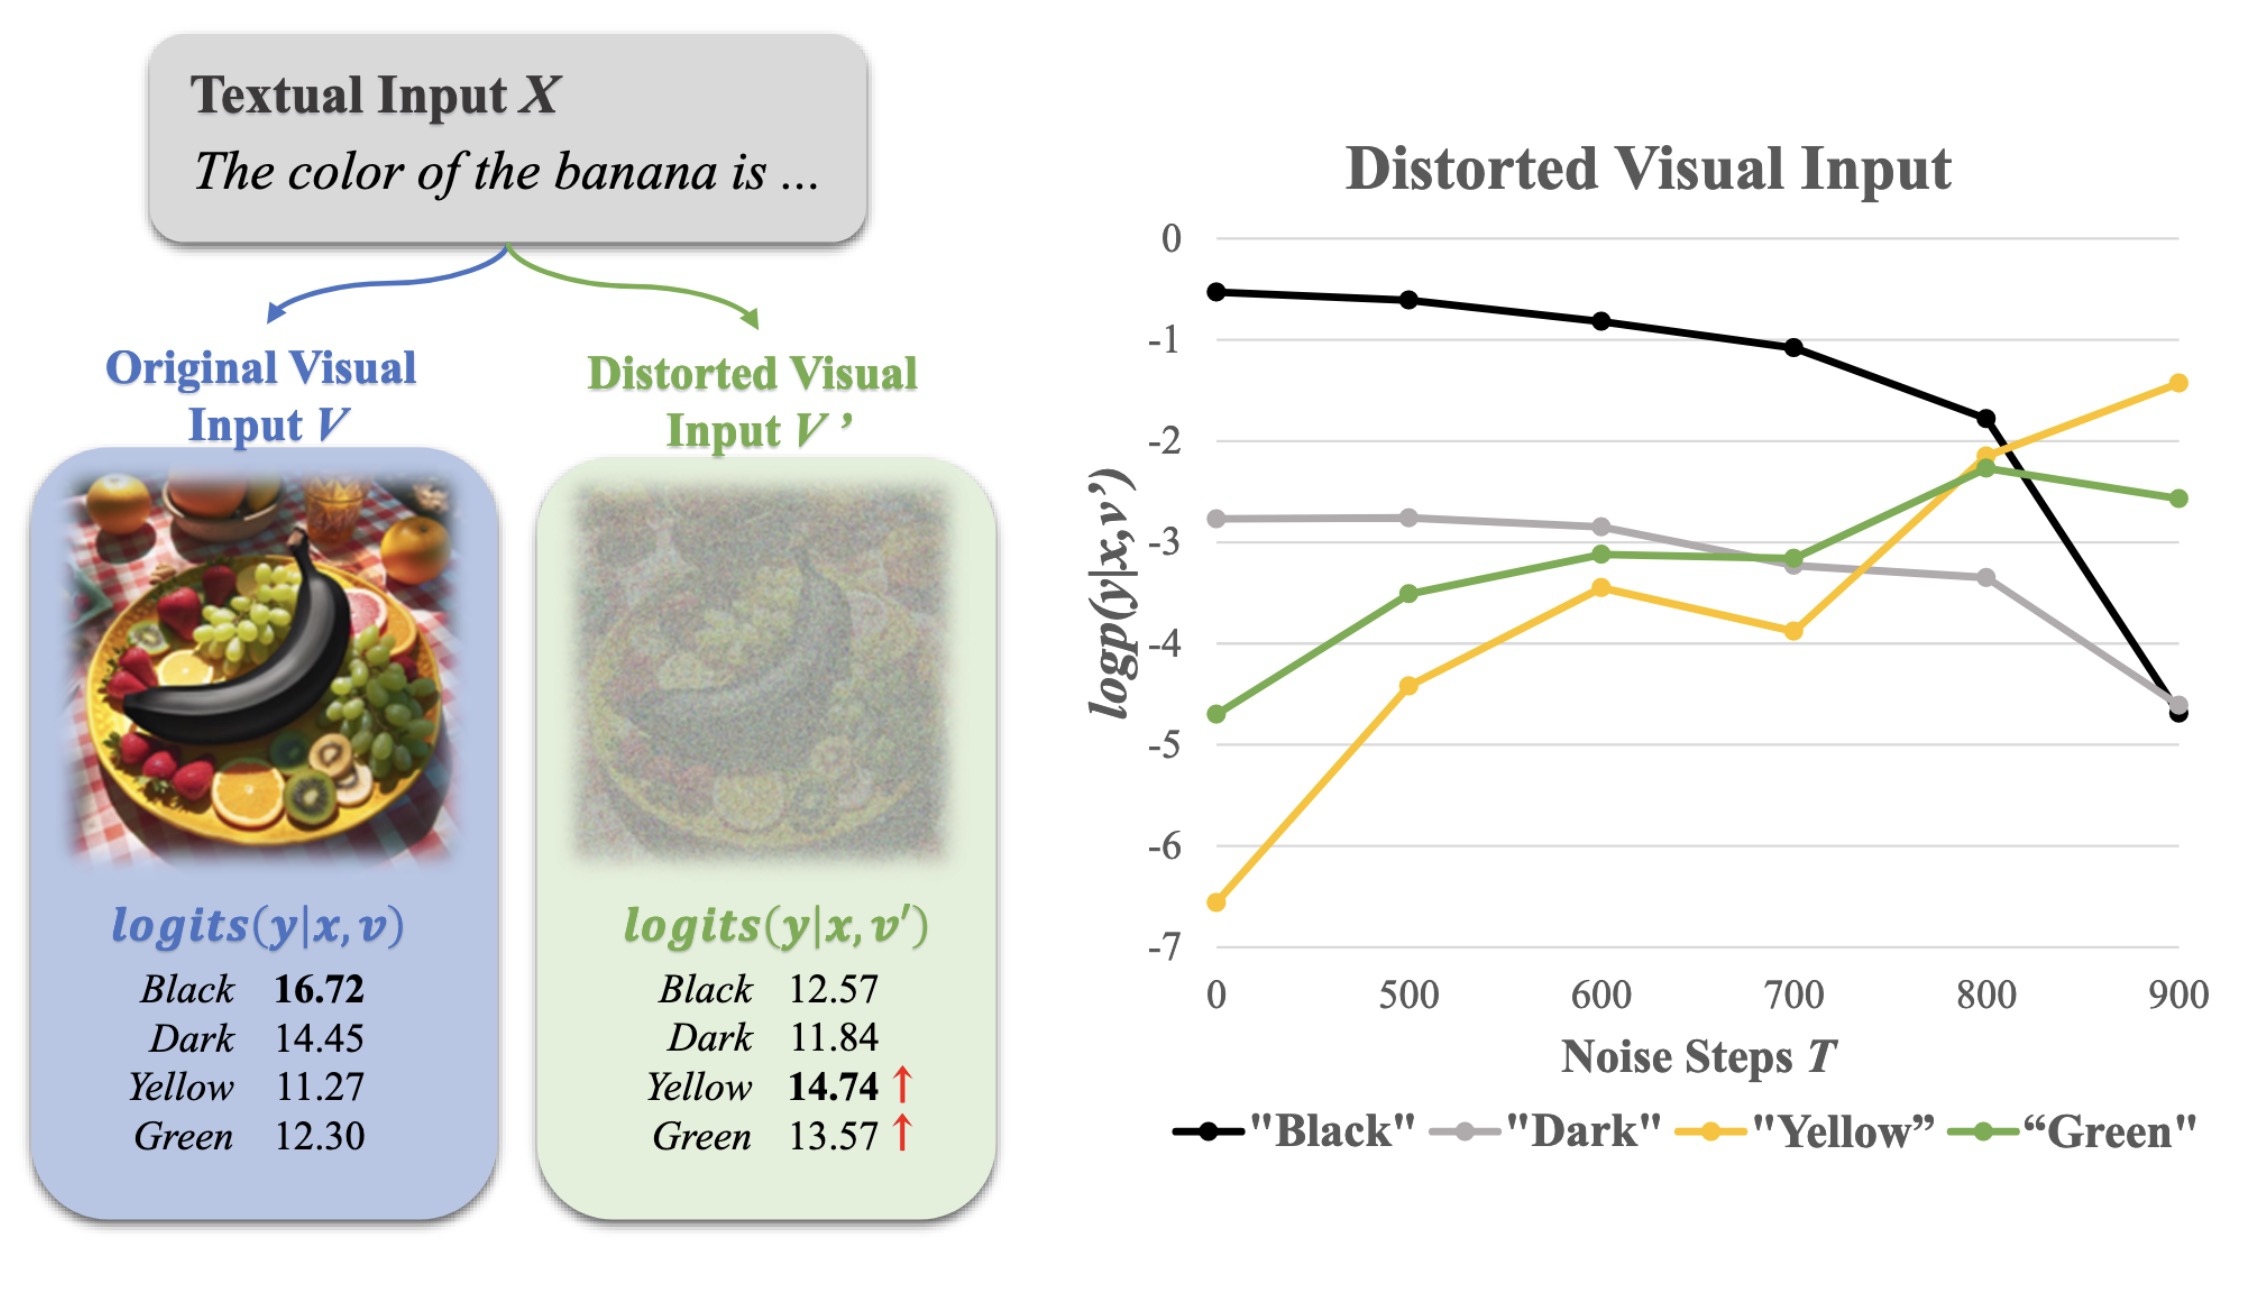 Textual Input X
The color of the banana is ...
Original Visual
Input V
Distorted Visual
Input V ’
logits(y|x, v)
Black 16.72
Dark 14.45
Yellow 11.27
Green 12.30
logits(y|x, v′)
Black 12.57
Dark 11.84
Yellow 14.74 ↑
Green 13.57 ↑
Distorted Visual Input
logp(y|x,v’)
0
-1
-2
-3
-4
-5
-6
-7
0 500 600 700 800 900
Noise Steps T
"Black" "Dark" "Yellow” “Green"